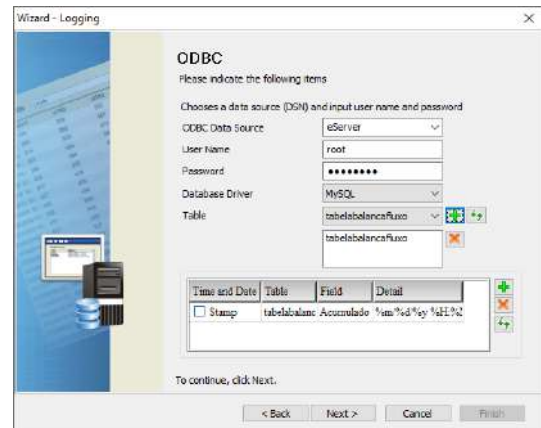 Wizard - Logging
ODBC
Please indicate the following items
Chooses a data source (DSN) and input user name and password
ODBC Data Source eServer
User Name root
Password ••••••••
Database Driver MySQL
Table tabelabalancafluxo
tabelabalancafluxo
Time and Date Table Field Detail
Stamp tabelabalanc Acumulado %m/%d/%y %H:%
To continue, click Next.
< Back Next > Cancel Finish